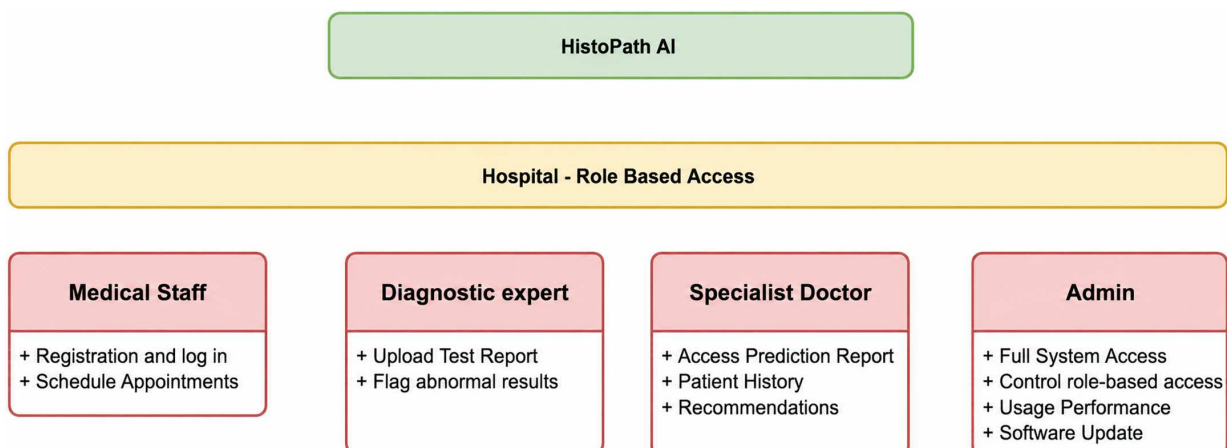 HistoPath AI
Hospital - Role Based Access
Medical Staff
+ Registration and log in
+ Schedule Appointments
Diagnostic expert
+ Upload Test Report
+ Flag abnormal results
Specialist Doctor
+ Access Prediction Report
+ Patient History
+ Recommendations
Admin
+ Full System Access
+ Control role-based access
+ Usage Performance
+ Software Update